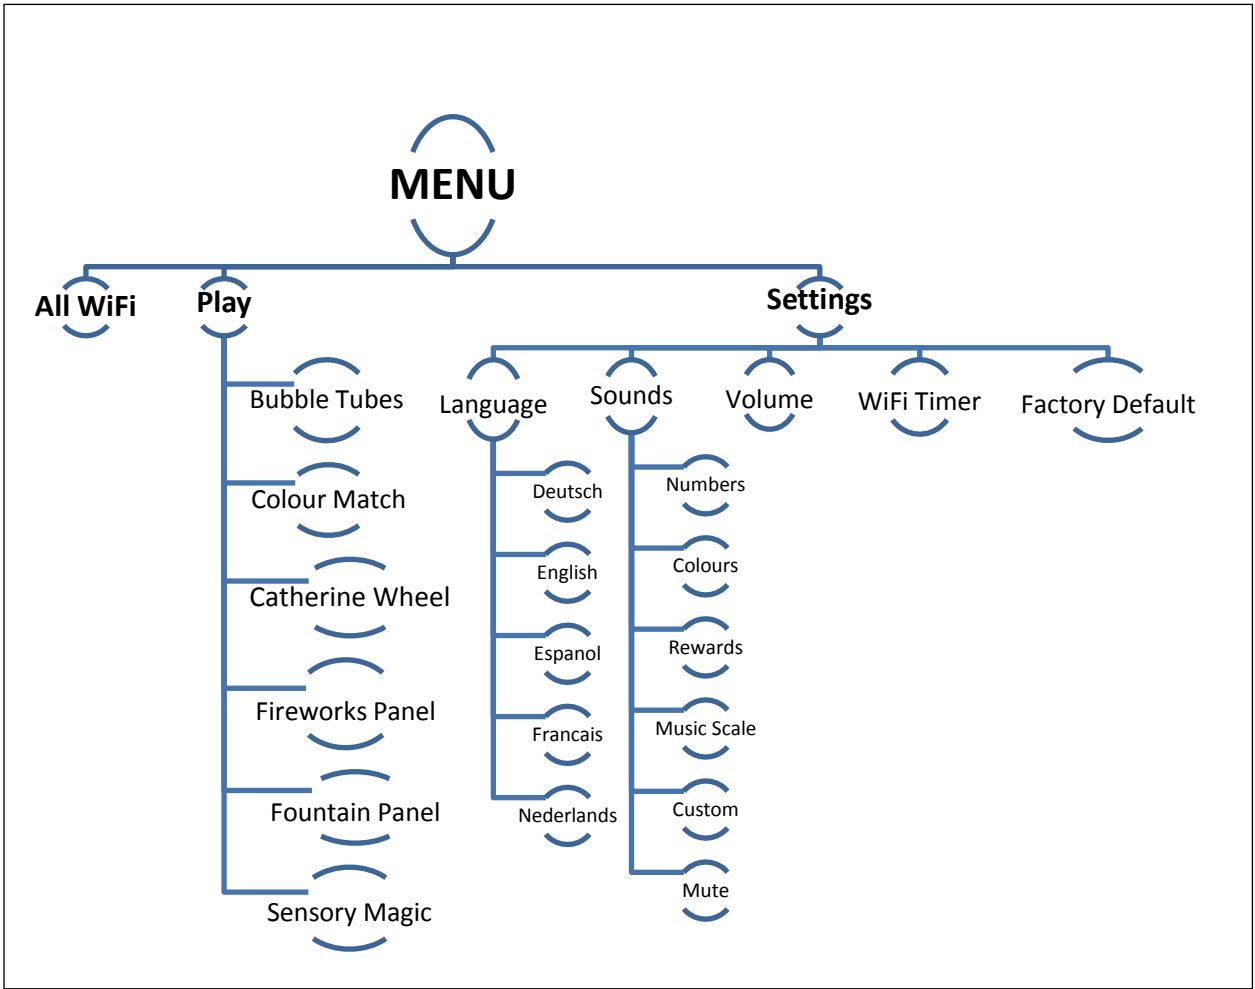 MENU
All WiFi
Play
Settings
Bubble Tubes
Colour Match
Catherine Wheel
Fireworks Panel
Fountain Panel
Sensory Magic
Language
Sounds
Volume
WiFi Timer
Factory Default
Deutsch
English
Espanol
Francais
Nederlands
Numbers
Colours
Rewards
Music Scale
Custom
Mute